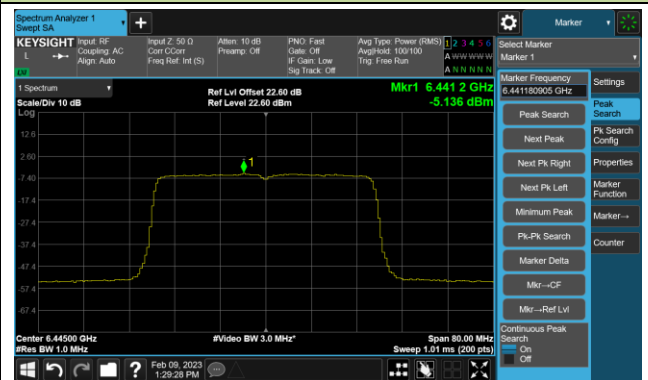 Spectrum Analyzer 1
Swept SA
Marker
KEYSIGHT
Input: RF
Coupling: AC
Align: Auto
Input Z: 50 Ω
Corr CCorr
Freq Ref: Int (S)
Atten: 10 dB
Preamp: Off
PNO: Fast
Gate: Off
IF Gain: Low
Sig Track: Off
Avg Type: Power (RMS)
Avg|Hold: 100/100
Trig: Free Run
1 2 3 4 5 6
A W W W W W
A N N N N N
L
Select Marker
Marker 1
1 Spectrum
Scale/Div 10 dB
Log
Ref Lvl Offset 22.60 dB
Ref Level 22.60 dBm
Mkr1 6.441 2 GHz
-5.136 dBm
12.6
2.60
-7.40
-17.4
-27.4
-37.4
-47.4
-57.4
-67.4
1
Center 6.44500 GHz
#Res BW 1.0 MHz
#Video BW 3.0 MHz*
Span 80.00 MHz
Sweep 1.01 ms (200 pts)
Marker Frequency
6.441180905 GHz
Peak Search
Next Peak
Next Pk Right
Next Pk Left
Minimum Peak
Pk-Pk Search
Marker Delta
Mkr→CF
Mkr→Ref Lvl
Continuous Peak
Search
On
Off
Settings
Peak
Search
Pk Search
Config
Properties
Marker
Function
Marker→
Counter
?
Feb 09, 2023
1:29:28 PM